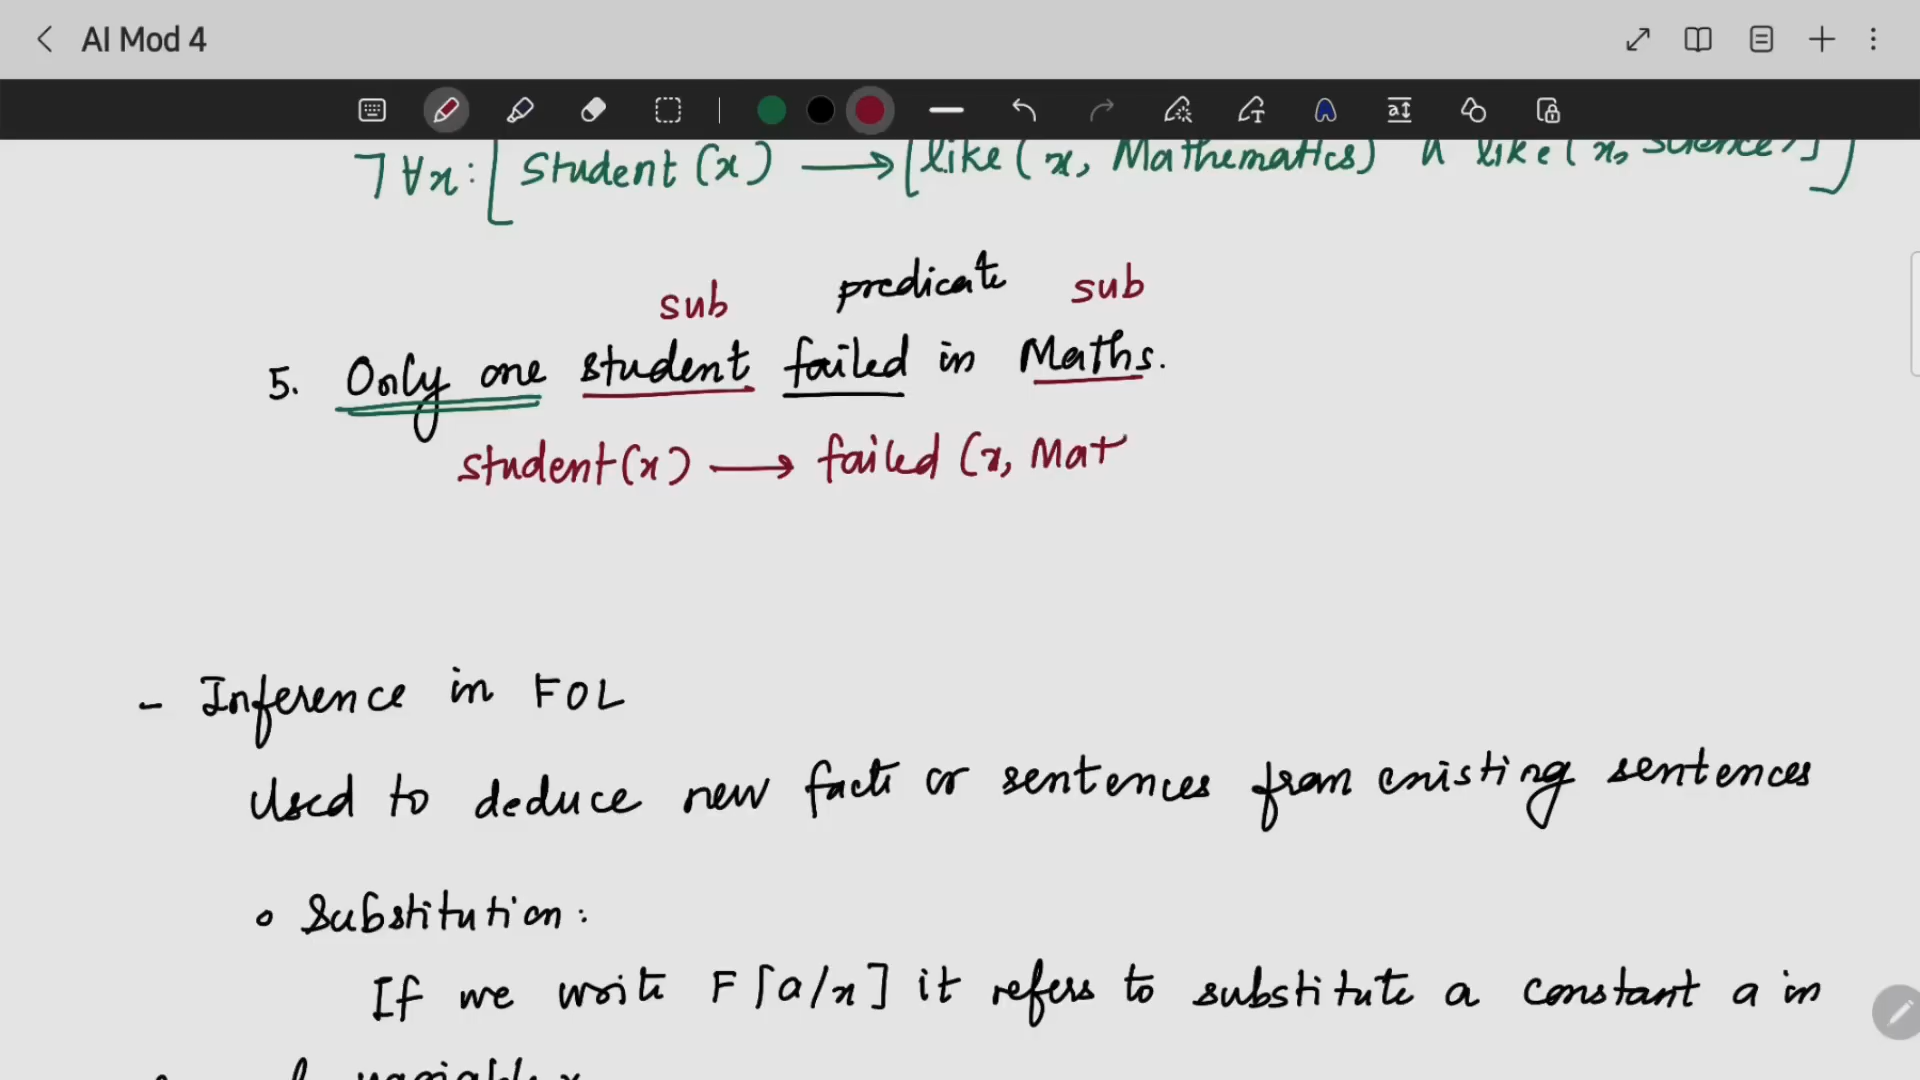 AI Mod 4
¬∀x: [ Student (x) ⟶ [like ( x, Mathematics) ∧ like( x, Science)] ]
sub predicate sub
5. Only one student failed in Maths.
student(x) ⟶ failed (x, Mat
- Inference in FOL
Used to deduce new facts or sentences from existing sentences
o Substitution:
If we write F[a/x] it refers to substitute a constant a in
variable x